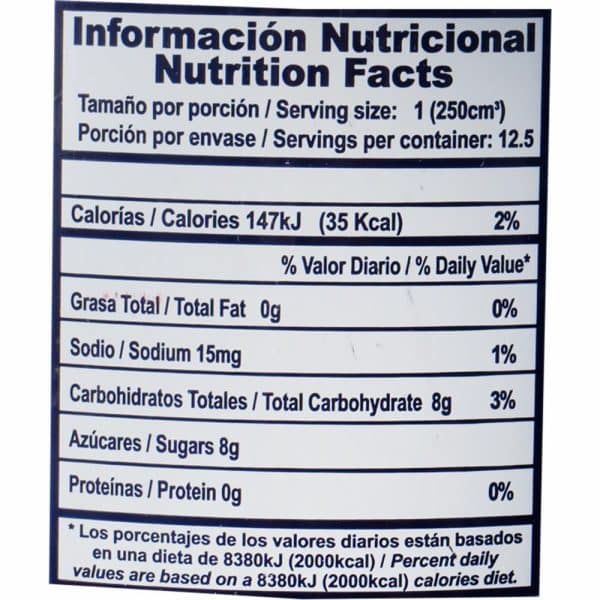 Información Nutricional
Nutrition Facts
Tamaño por porción / Serving size: 1 (250cm³)
Porción por envase / Servings per container: 12.5
Calorías / Calories 147kJ (35 Kcal) 2%
% Valor Diario / % Daily Value*
Grasa Total / Total Fat 0g 0%
Sodio / Sodium 15mg 1%
Carbohidratos Totales / Total Carbohydrate 8g 3%
Azúcares / Sugars 8g
Proteínas / Protein 0g 0%
* Los porcentajes de los valores diarios están basados
en una dieta de 8380kJ (2000kcal) / Percent daily
values are based on a 8380kJ (2000kcal) calories diet.